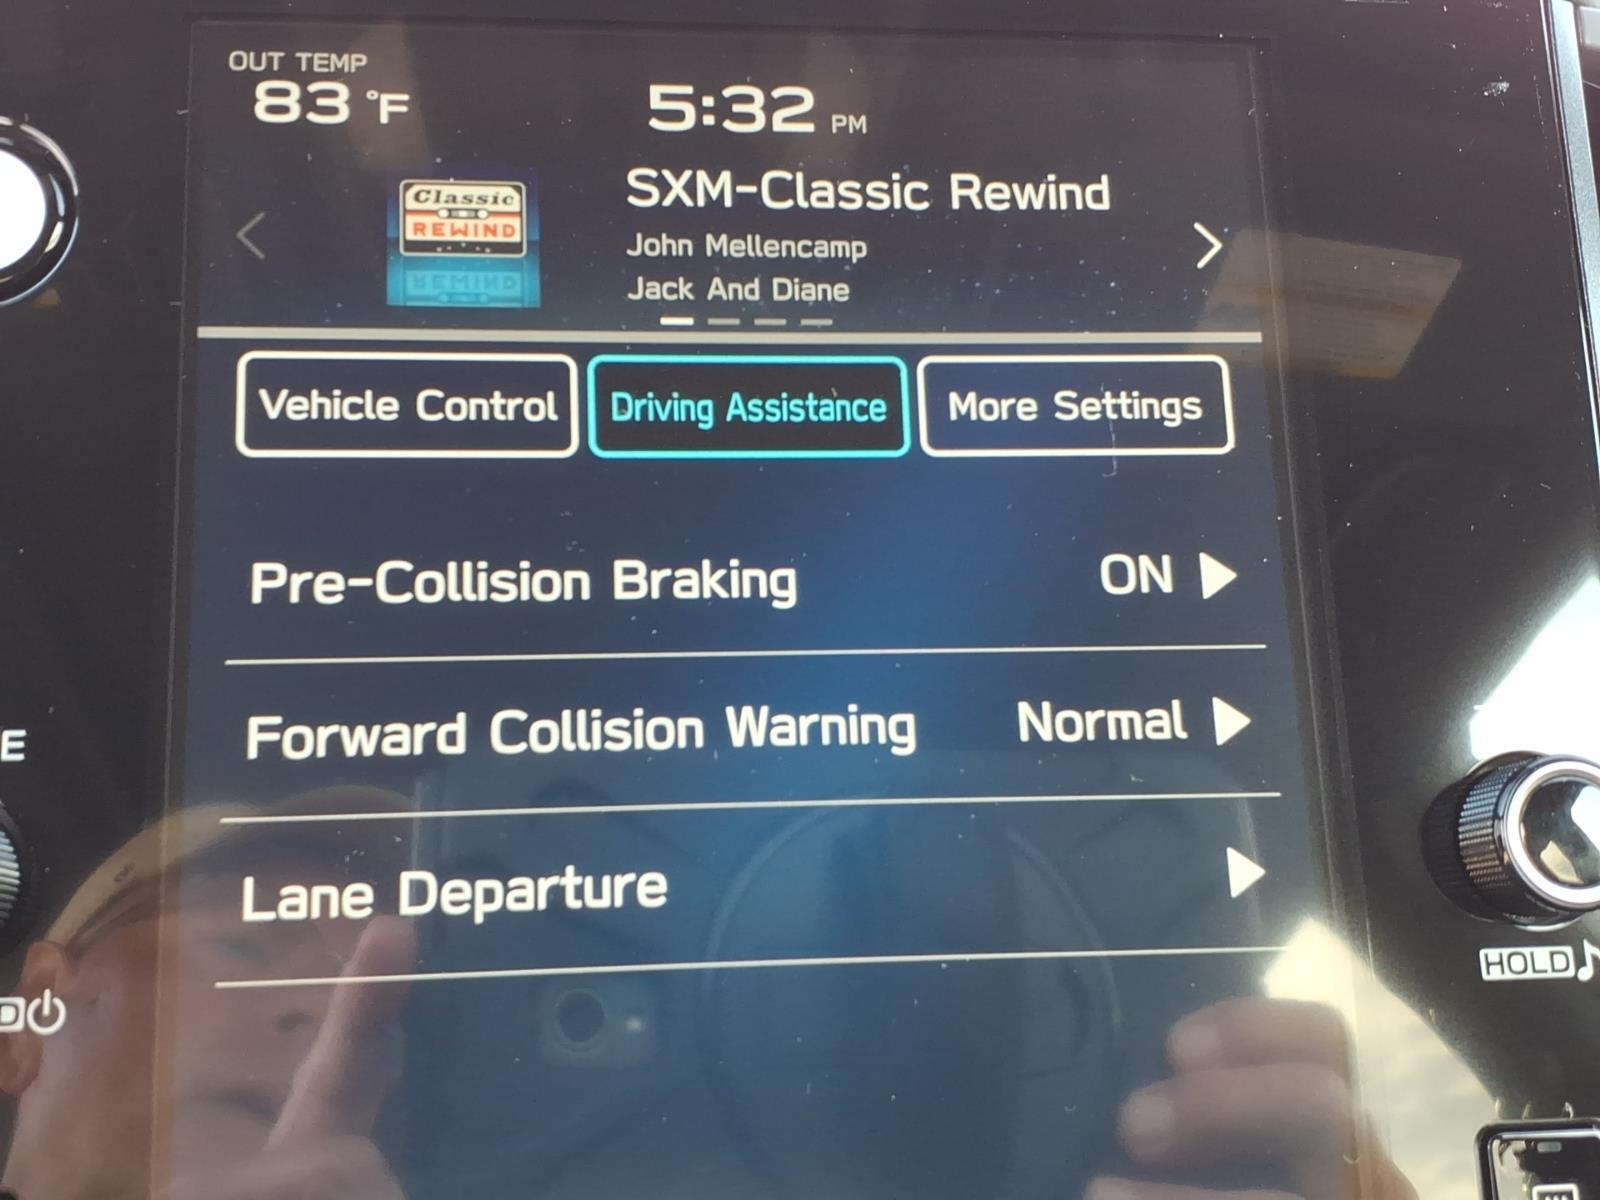 OUT TEMP
83 °F
5:32 PM
Classic
REWIND
SXM-Classic Rewind
John Mellencamp
Jack And Diane
Vehicle Control
Driving Assistance
More Settings
Pre-Collision Braking
ON
Forward Collision Warning
Normal
Lane Departure
E
HOLD